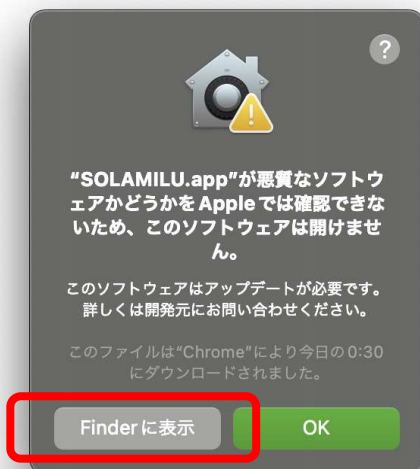 ?
“SOLAMILU.app”が悪質なソフトウ
ェアかどうかをAppleでは確認できな
いため、このソフトウェアは開けませ
ん。
このソフトウェアはアップデートが必要です。
詳しくは開発元にお問い合わせください。
このファイルは“Chrome”により今日の0:30
にダウンロードされました。
Finderに表示
OK